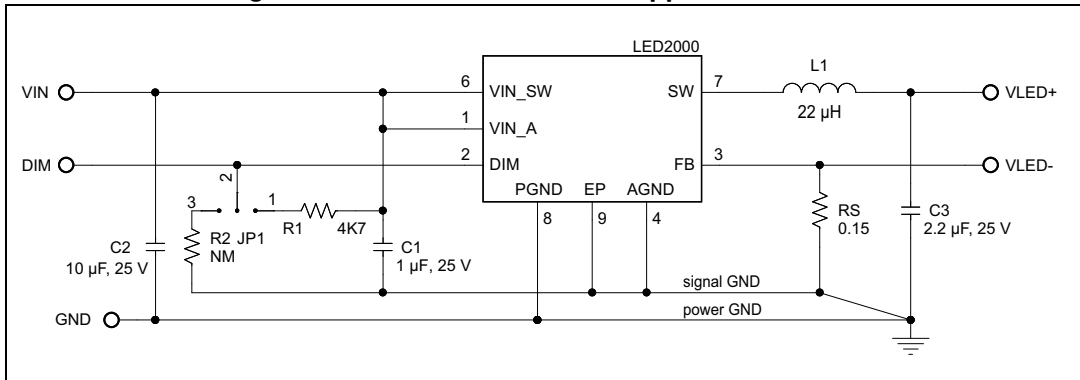 LED2000
VIN
6
VIN_SW
SW
7
L1
22 µH
VLED+
1
VIN_A
DIM
2
DIM
FB
3
VLED-
2
PGND
EP
AGND
3
1
8
9
4
R2
JP1
NM
R1
4K7
RS
0.15
C3
2.2 µF, 25 V
C2
10 µF, 25 V
C1
1 µF, 25 V
signal GND
power GND
GND